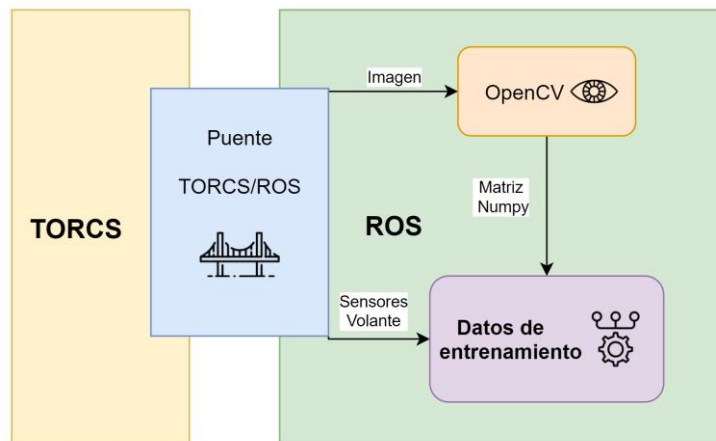 TORCS
Puente
TORCS/ROS
ROS
Imagen
OpenCV
Matriz
Numpy
Sensores
Volante
Datos de
entrenamiento